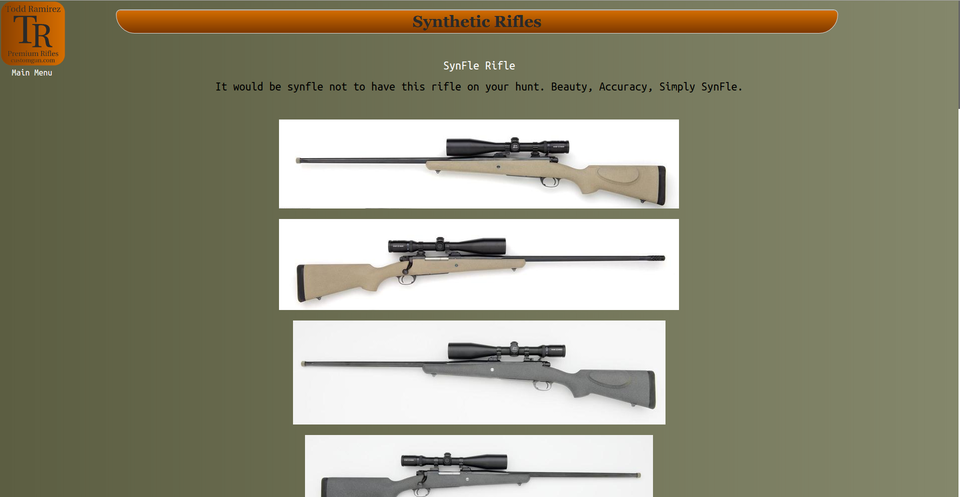 Todd Ramirez
TR
Premium Rifles
Main Menu
Synthetic Rifles
SynFle Rifle
It would be synfle not to have this rifle on your hunt. Beauty, Accuracy, Simply SynFle.